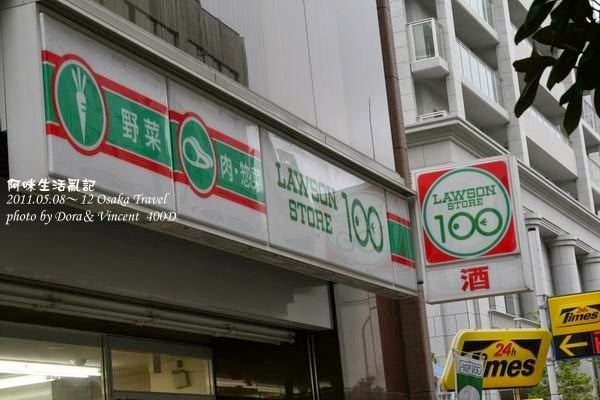 野菜
肉・惣菜
LAWSON
STORE 100
LAWSON
STORE
100
酒
阿咪生活亂記
2011.05.08～12 Osaka Travel
photo by Dora& Vincent 400D
24h
Times
24h
Times